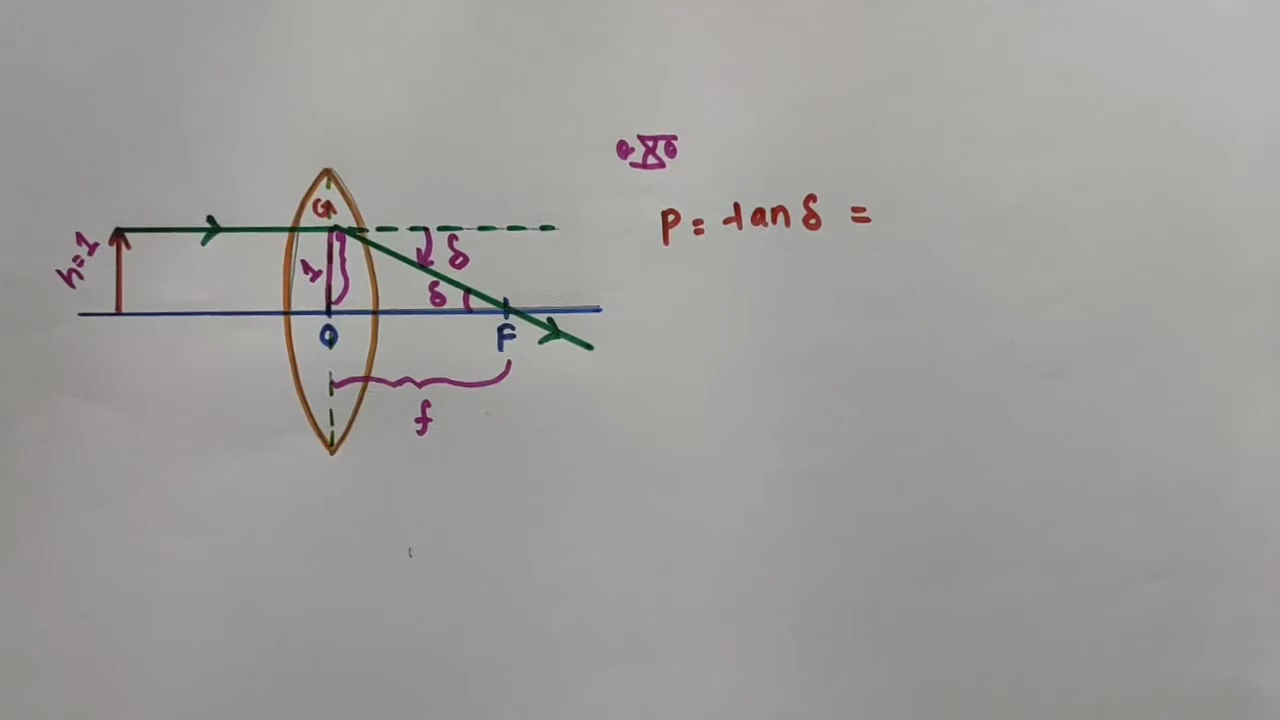 P = tan δ =
G
h=1
1
δ
δ
O
F
f